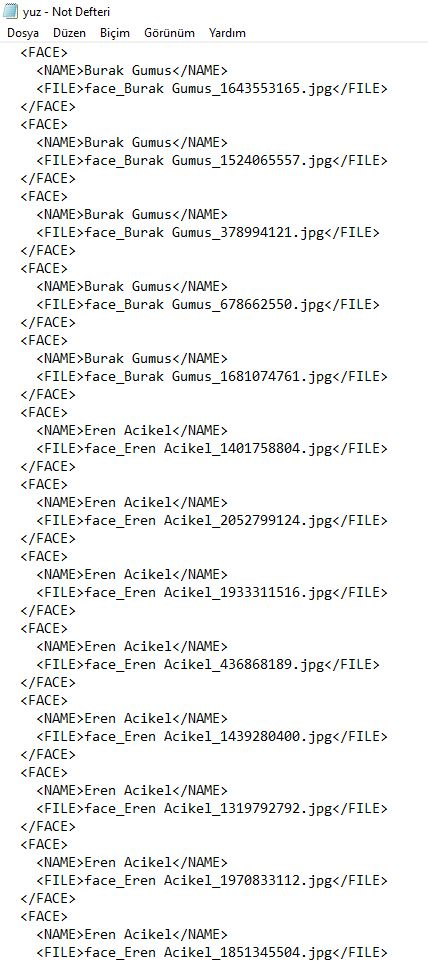 yuz - Not Defteri
Dosya Düzen Biçim Görünüm Yardım
<FACE>
<NAME>Burak Gumus</NAME>
<FILE>face_Burak Gumus_1643553165.jpg</FILE>
</FACE>
<FACE>
<NAME>Burak Gumus</NAME>
<FILE>face_Burak Gumus_1524065557.jpg</FILE>
</FACE>
<FACE>
<NAME>Burak Gumus</NAME>
<FILE>face_Burak Gumus_378994121.jpg</FILE>
</FACE>
<FACE>
<NAME>Burak Gumus</NAME>
<FILE>face_Burak Gumus_678662550.jpg</FILE>
</FACE>
<FACE>
<NAME>Burak Gumus</NAME>
<FILE>face_Burak Gumus_1681074761.jpg</FILE>
</FACE>
<FACE>
<NAME>Eren Acikel</NAME>
<FILE>face_Eren Acikel_1401758804.jpg</FILE>
</FACE>
<FACE>
<NAME>Eren Acikel</NAME>
<FILE>face_Eren Acikel_2052799124.jpg</FILE>
</FACE>
<FACE>
<NAME>Eren Acikel</NAME>
<FILE>face_Eren Acikel_1933311516.jpg</FILE>
</FACE>
<FACE>
<NAME>Eren Acikel</NAME>
<FILE>face_Eren Acikel_436868189.jpg</FILE>
</FACE>
<FACE>
<NAME>Eren Acikel</NAME>
<FILE>face_Eren Acikel_1439280400.jpg</FILE>
</FACE>
<FACE>
<NAME>Eren Acikel</NAME>
<FILE>face_Eren Acikel_1319792792.jpg</FILE>
</FACE>
<FACE>
<NAME>Eren Acikel</NAME>
<FILE>face_Eren Acikel_1970833112.jpg</FILE>
</FACE>
<FACE>
<NAME>Eren Acikel</NAME>
<FILE>face_Eren Acikel_1851345504.jpg</FILE>